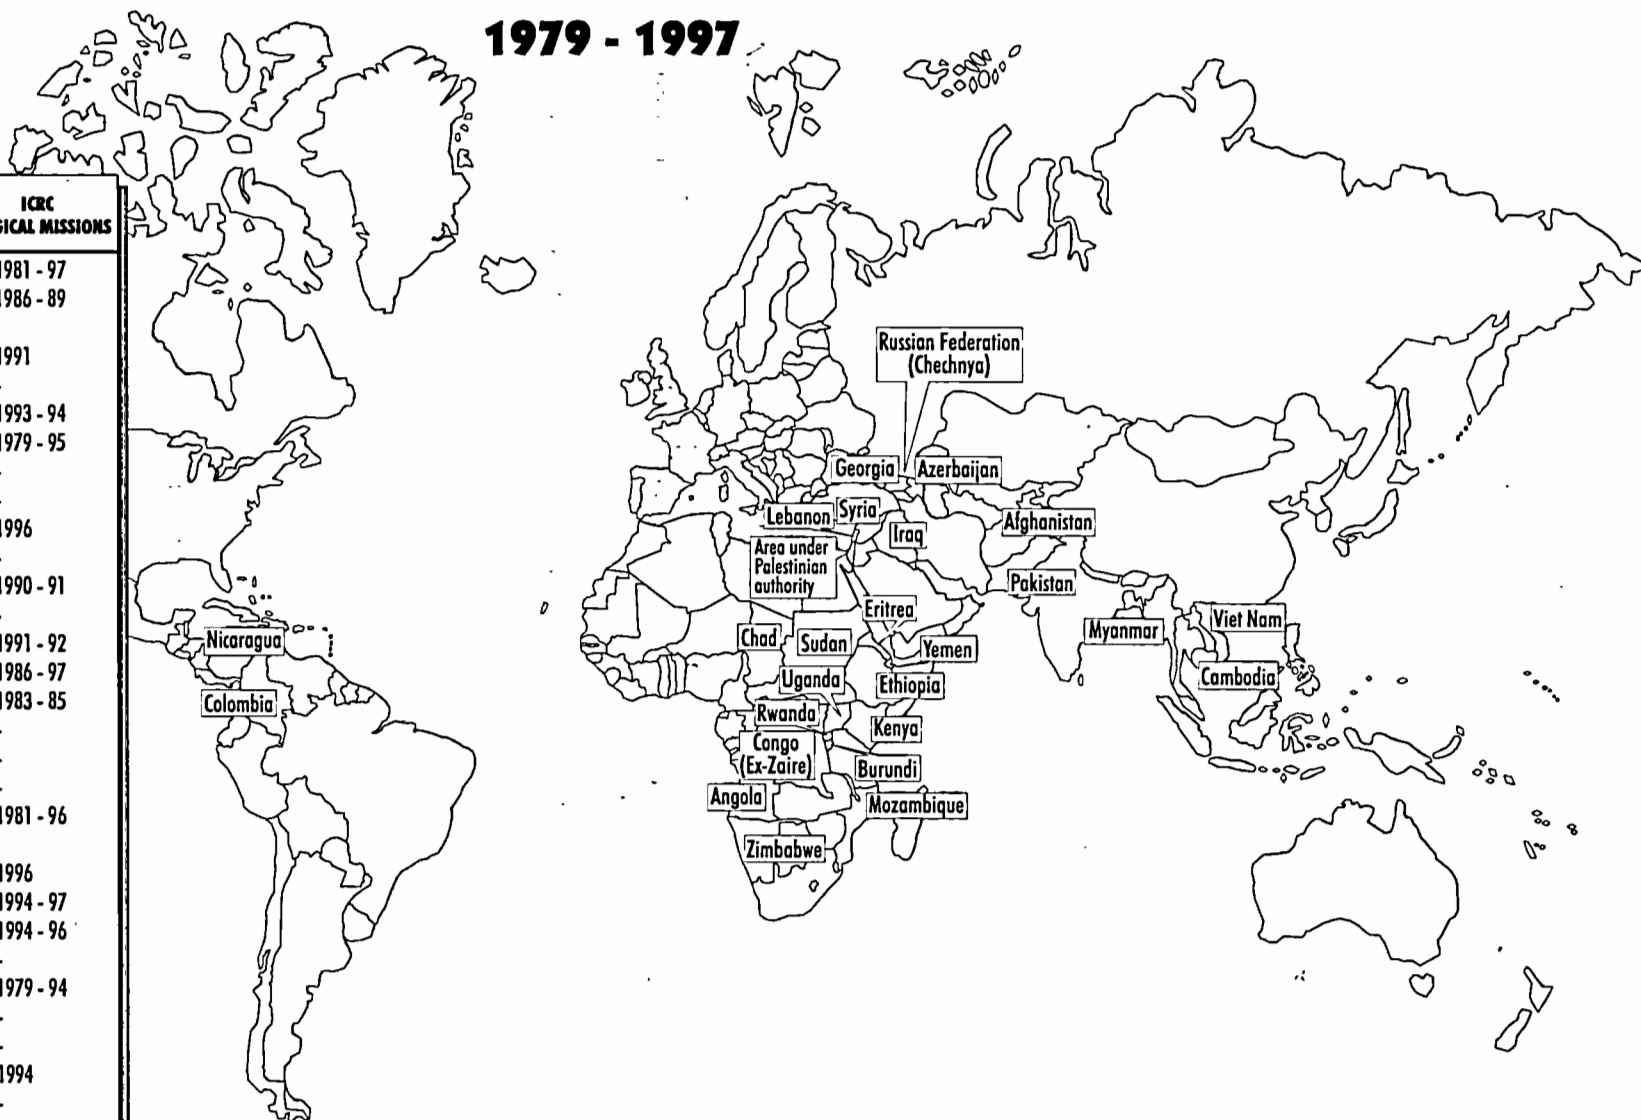 1979 - 1997
ICRC
GICAL MISSIONS
1981 - 97
1986 - 89
1991
-
1993 - 94
1979 - 95
-
-
1996
-
1990 - 91
-
1991 - 92
1986 - 97
1983 - 85
-
-
-
1981 - 96
1996
1994 - 97
1994 - 96
-
1979 - 94
-
-
1994
-
Russian Federation
(Chechnya)
Georgia
Azerbaijan
Lebanon
Syria
Iraq
Afghanistan
Area under
Palestinian
authority
Pakistan
Eritrea
Viet Nam
Myanmar
Nicaragua
Chad
Sudan
Yemen
Cambodia
Uganda
Ethiopia
Colombia
Rwanda
Kenya
Congo
(Ex-Zaire)
Burundi
Angola
Mozambique
Zimbabwe